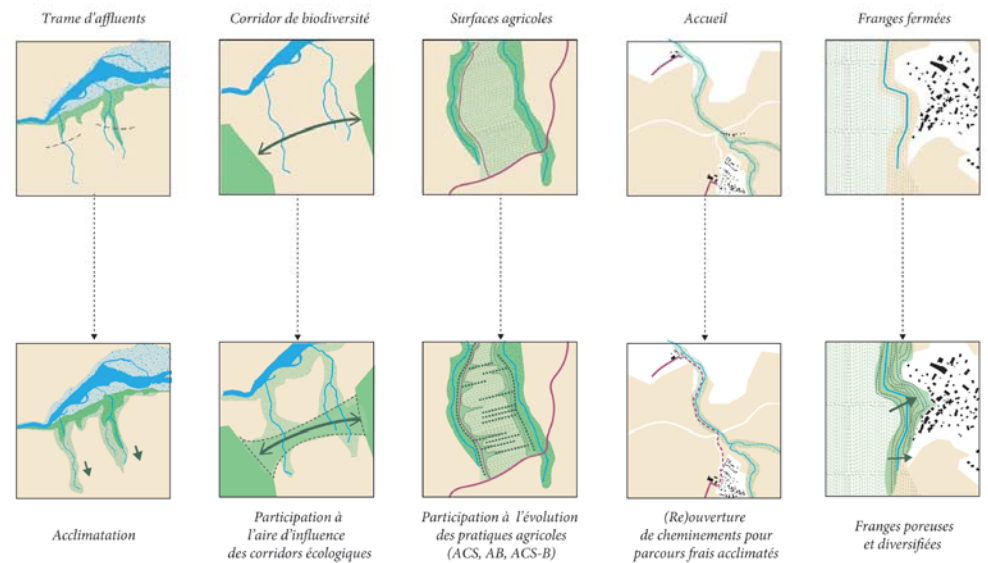 Trame d'affluents
Corridor de biodiversité
Surfaces agricoles
Accueil
Franges fermées
Acclimatation
Participation à
l'aire d'influence
des corridors écologiques
Participation à l'évolution
des pratiques agricoles
(ACS, AB, ACS-B)
(Re)ouverture
de cheminements pour
parcours frais acclimatés
Franges poreuses
et diversifiées